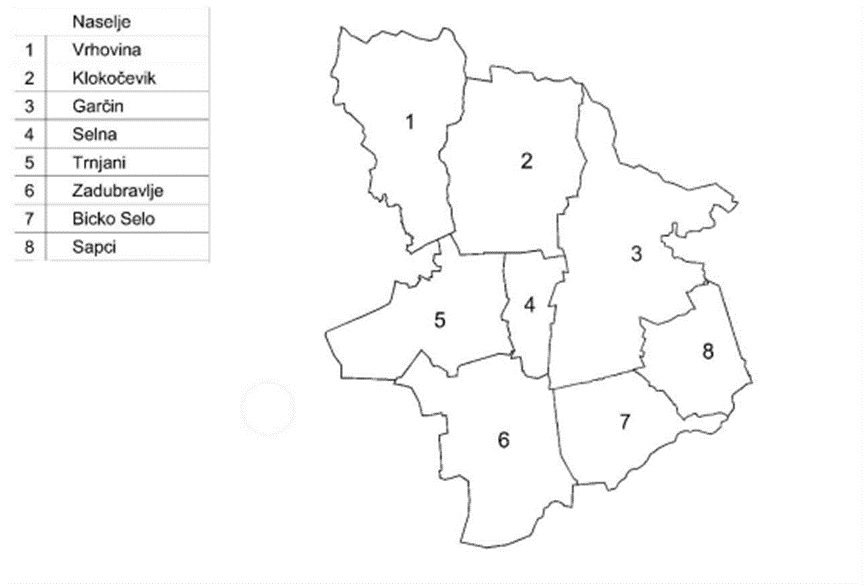 Naselje
1 Vrhovina
2 Klokočevik
3 Garčin
4 Selna
5 Trnjani
6 Zadubravlje
7 Bicko Selo
8 Sapci
1
2
3
4
5
8
7
6